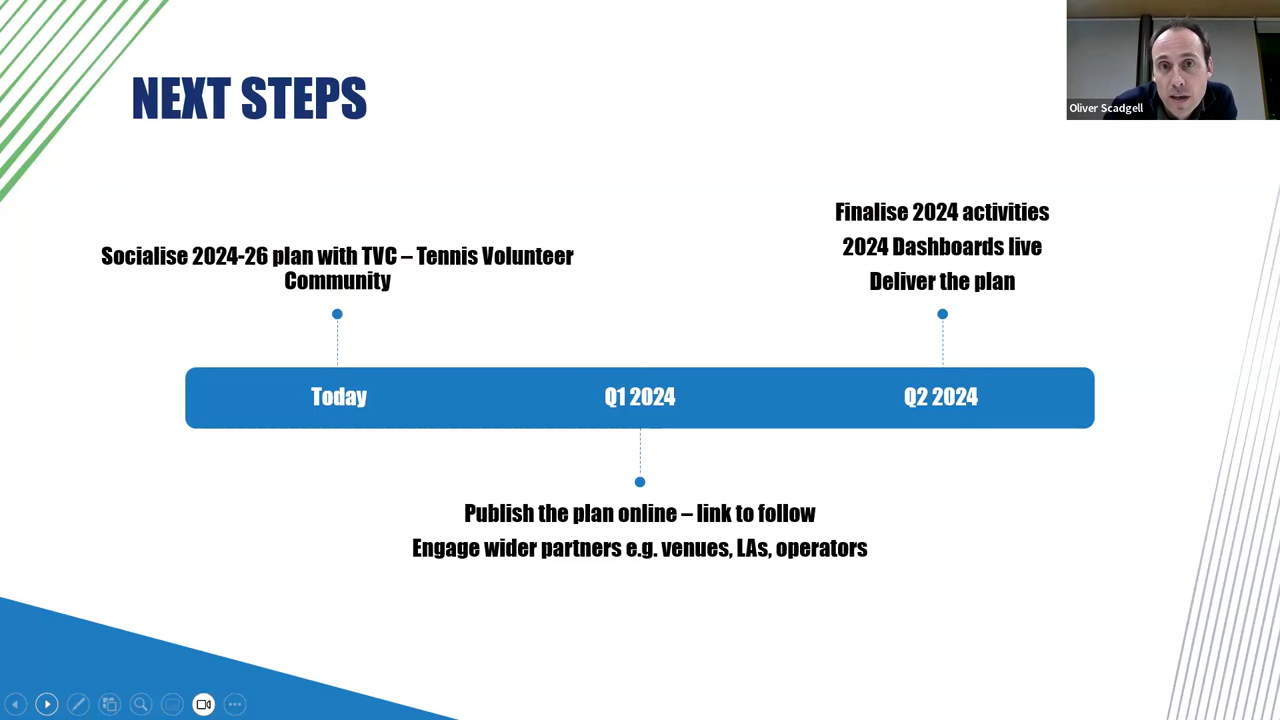 NEXT STEPS
Oliver Scadgell
Socialise 2024-26 plan with TVC – Tennis Volunteer
Community
Finalise 2024 activities
2024 Dashboards live
Deliver the plan
Today
Q1 2024
Q2 2024
Publish the plan online – link to follow
Engage wider partners e.g. venues, LAs, operators